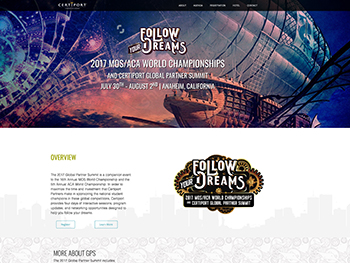 CERTIPORT
ABOUT
AGENDA
REGISTRATION
HOTEL
CONTACT
FOLLOW
YOUR
DREAMS
2017 MOS/ACA WORLD CHAMPIONSHIPS
AND CERTIPORT GLOBAL PARTNER SUMMIT
JULY 30TH - AUGUST 2ND | ANAHEIM, CALIFORNIA
OVERVIEW
The 2017 Global Partner Summit is a companion event
to the 16th Annual MOS World Championship and the
5th Annual ACA World Championship. In order to
maximize the time and investment that Certiport
Partners make in sponsoring the national student
champions in these global competitions, Certiport
provides four days of interactive sessions, program
updates, and networking opportunities designed to
help you follow your dreams.
Register
Learn More
FOLLOW
YOUR
DREAMS
2017 MOS/ACA WORLD CHAMPIONSHIPS
AND CERTIPORT GLOBAL PARTNER SUMMIT
MORE ABOUT GPS
The 2017 Global Partner Summit includes